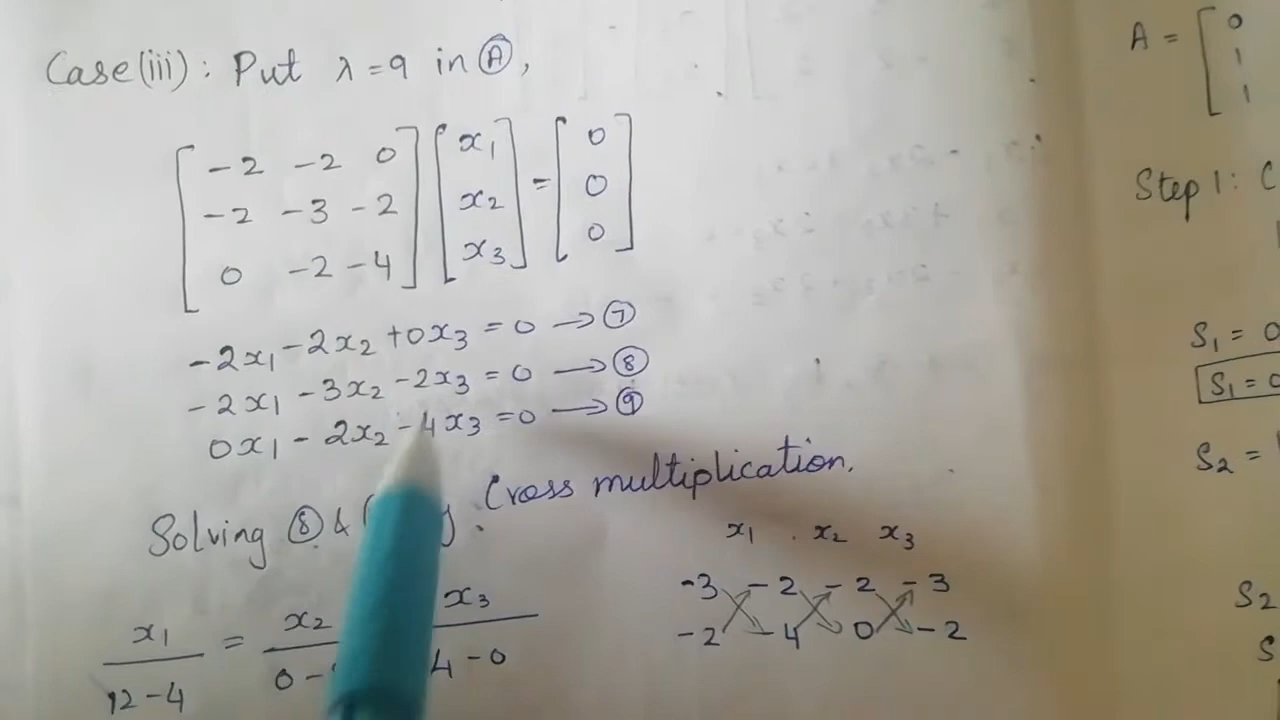 Case (iii) : Put λ = 9 in Ⓐ,
[ -2 -2 0 ] [ x₁ ] = [ 0 ]
[ -2 -3 -2 ] [ x₂ ] [ 0 ]
[ 0 -2 -4 ] [ x₃ ] [ 0 ]
-2x₁ - 2x₂ + 0x₃ = 0 → ⑦
-2x₁ - 3x₂ - 2x₃ = 0 → ⑧
0x₁ - 2x₂ - 4x₃ = 0 → ⑨
Solving ⑧ & Cross multiplication.
x₁ x₂ x₃
-3 -2 -2 -3
-2 -4 0 -2
x₁ = x₂ x₃
12-4 0- 4-0
A = [ 0
1
1
Step 1 :
S₁ = 0
S₁ = 0
S₂ =
S₂
S